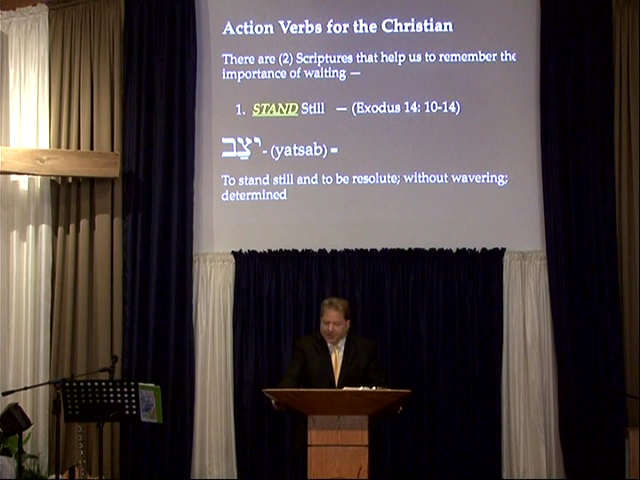 Action Verbs for the Christian
There are (2) Scriptures that help us to remember the
importance of waiting —
1. STAND Still — (Exodus 14: 10-14)
יצַב - (yatsab) =
To stand still and to be resolute; without wavering;
determined